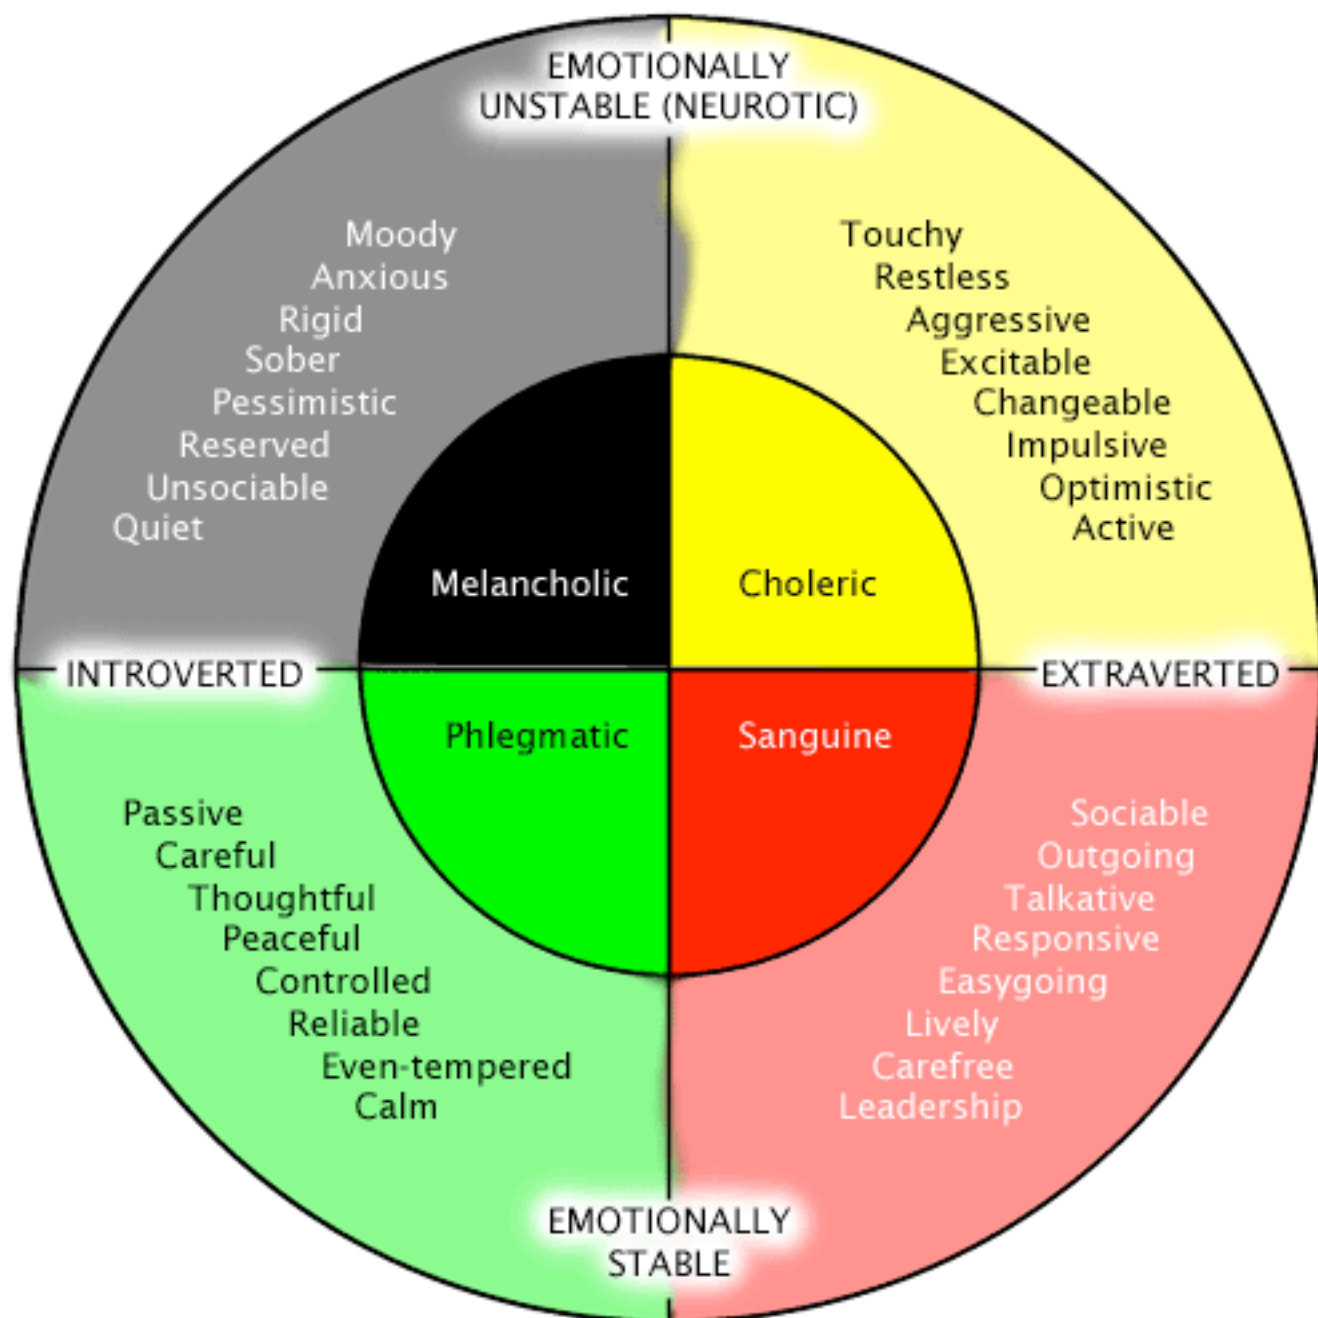 EMOTIONALLY
UNSTABLE (NEUROTIC)
Moody
Anxious
Rigid
Sober
Pessimistic
Reserved
Unsociable
Quiet
Touchy
Restless
Aggressive
Excitable
Changeable
Impulsive
Optimistic
Active
Melancholic
Choleric
INTROVERTED
EXTRAVERTED
Phlegmatic
Sanguine
Passive
Careful
Thoughtful
Peaceful
Controlled
Reliable
Even-tempered
Calm
Sociable
Outgoing
Talkative
Responsive
Easygoing
Lively
Carefree
Leadership
EMOTIONALLY
STABLE